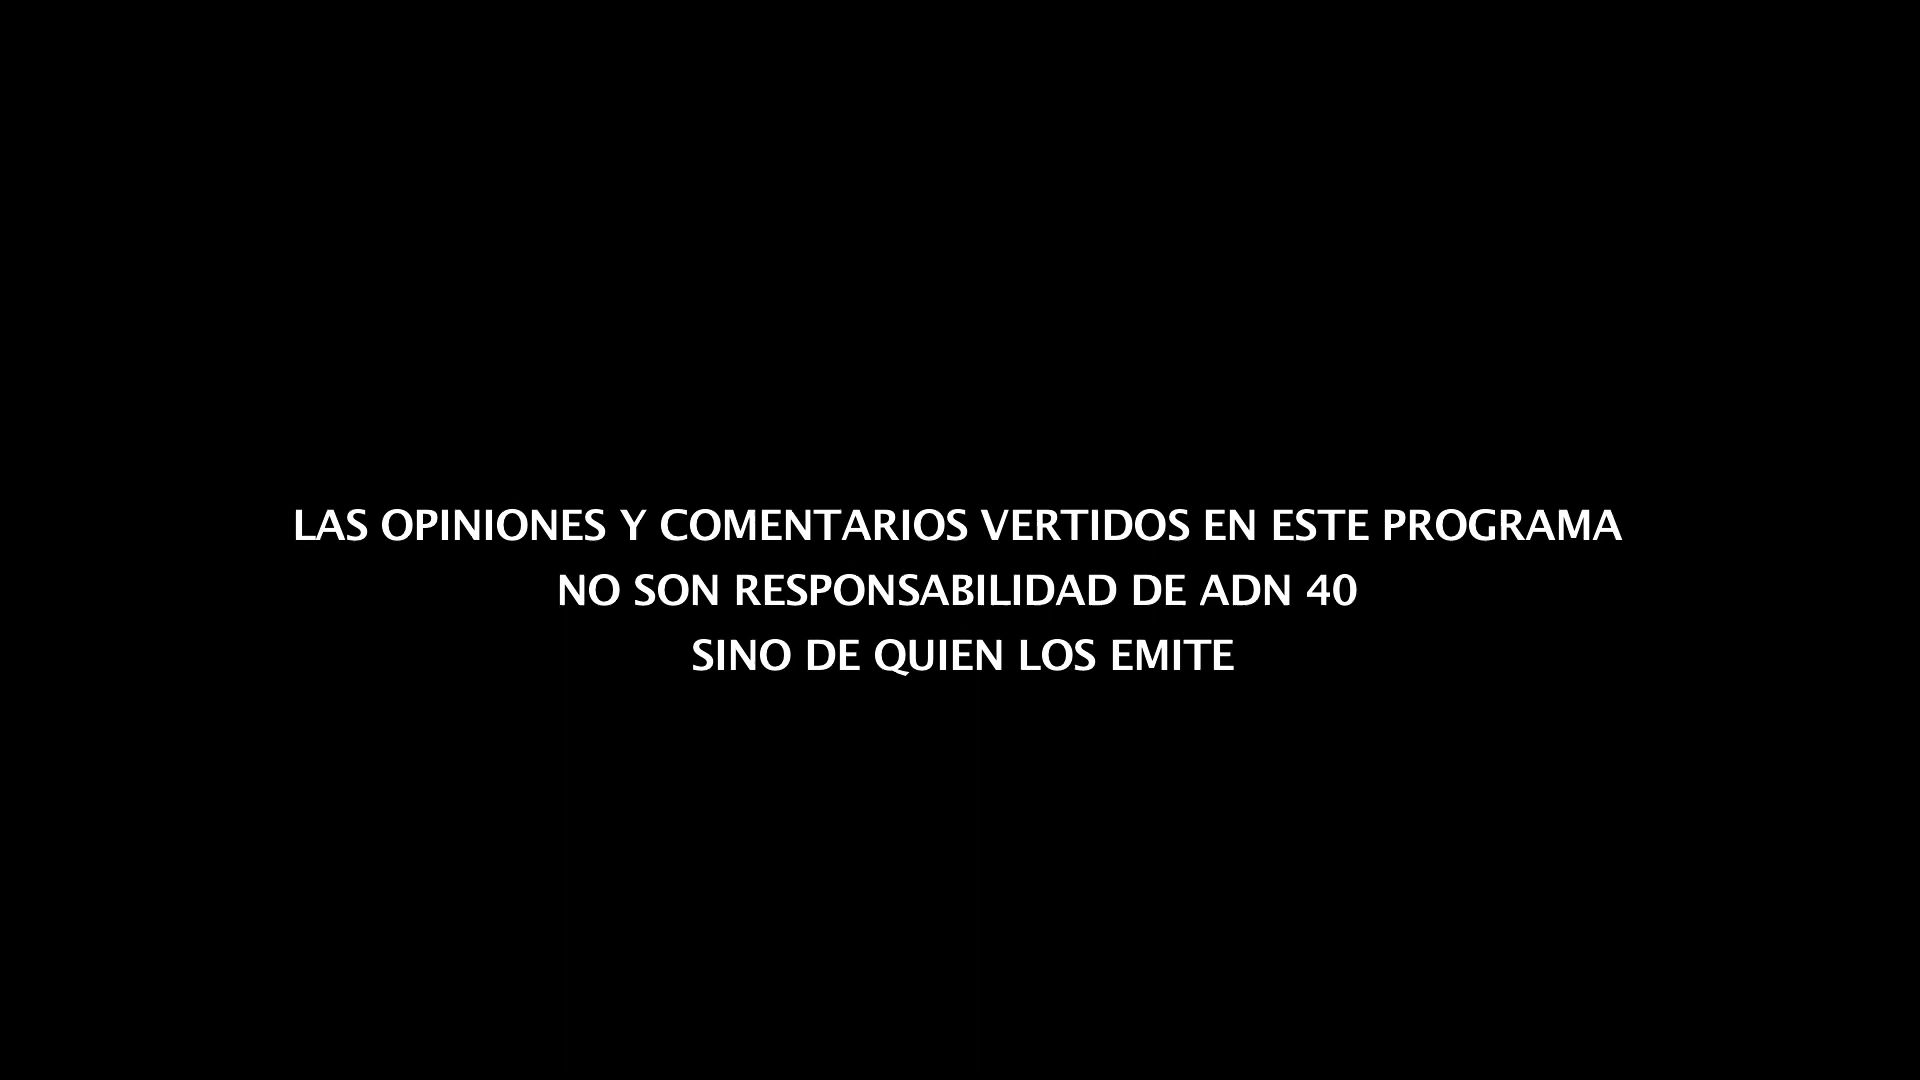 LAS OPINIONES Y COMENTARIOS VERTIDOS EN ESTE PROGRAMA
NO SON RESPONSABILIDAD DE ADN 40
SINO DE QUIEN LOS EMITE